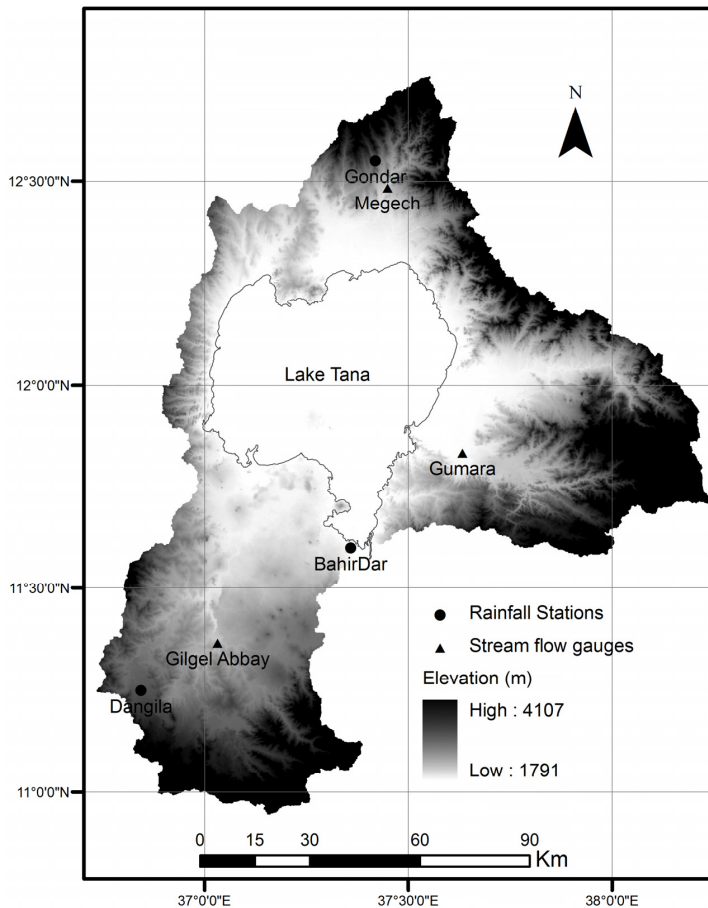 N
Gondar
12°30'0"N
Megech
Lake Tana
12°0'0"N
Gumara
BahirDar
11°30'0"N
Rainfall Stations
Stream flow gauges
Gilgel Abbay
Elevation (m)
Dangila
High : 4107
Low : 1791
11°0'0"N
0 15 30 60 90
Km
37°0'0"E 37°30'0"E 38°0'0"E